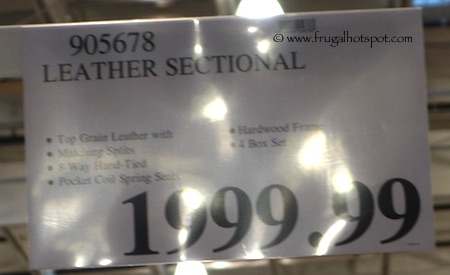 www.frugalhotspot.com
905678
LEATHER SECTIONAL
• Top Grain Leather with
Matching Splits
• 8-Way Hand-Tied
• Pocket Coil Spring Seats
• Hardwood Frame
• 4 Box Set
1999.99